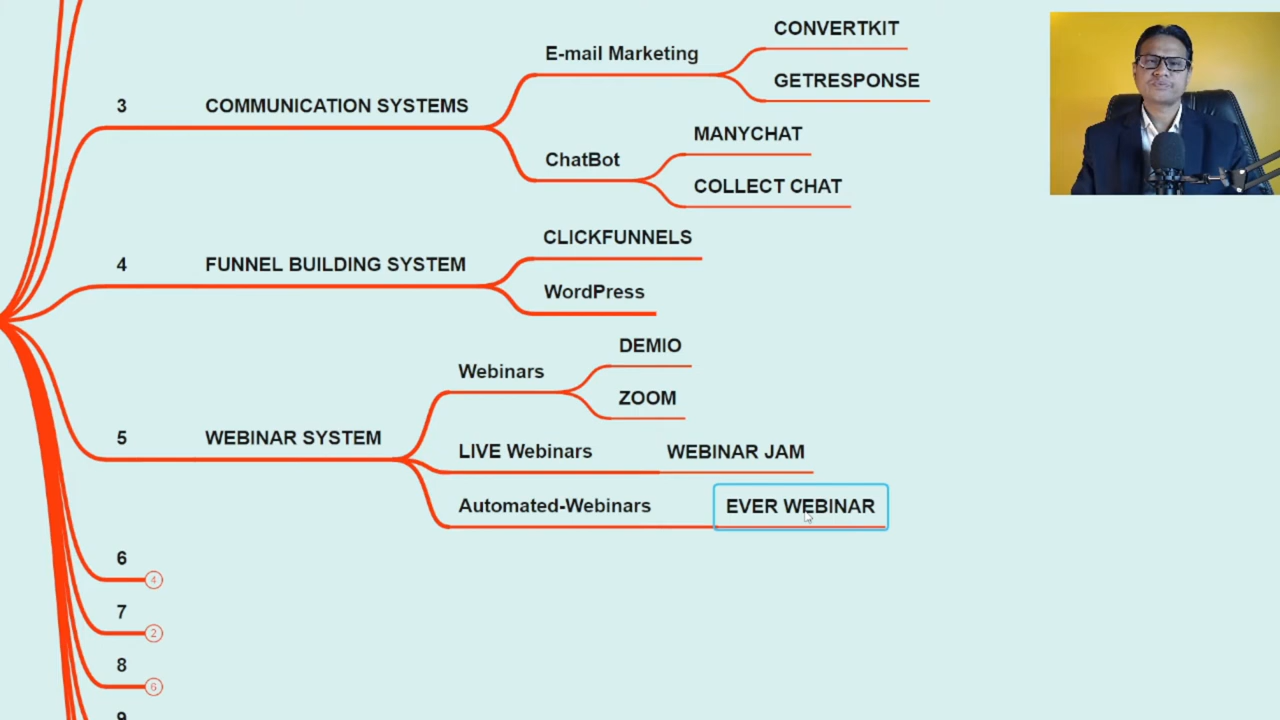 CONVERTKIT
E-mail Marketing
GETRESPONSE
3 COMMUNICATION SYSTEMS
MANYCHAT
ChatBot
COLLECT CHAT
CLICKFUNNELS
4 FUNNEL BUILDING SYSTEM
WordPress
DEMIO
Webinars
ZOOM
5 WEBINAR SYSTEM
LIVE Webinars WEBINAR JAM
Automated-Webinars EVER WEBINAR
6 4
7 2
8 6
9